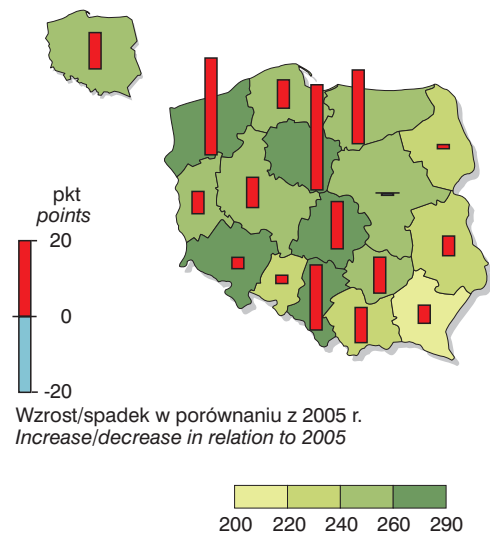 pkt
points
20
0
-20
Wzrost/spadek w porównaniu z 2005 r.
Increase/decrease in relation to 2005
200 220 240 260 290